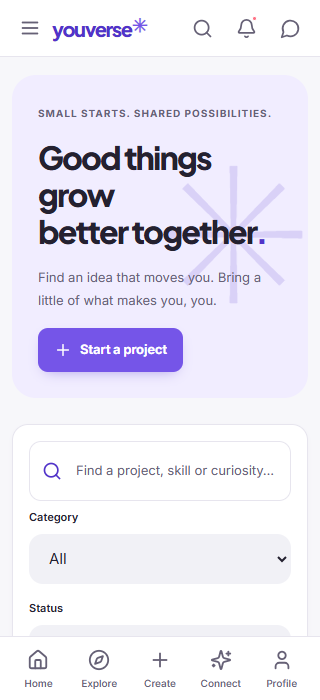 youverse
SMALL STARTS. SHARED POSSIBILITIES.
Good things
grow
better together.
Find an idea that moves you. Bring a
little of what makes you, you.
Start a project
Find a project, skill or curiosity...
Category
All
Status
Home Explore Create Connect Profile